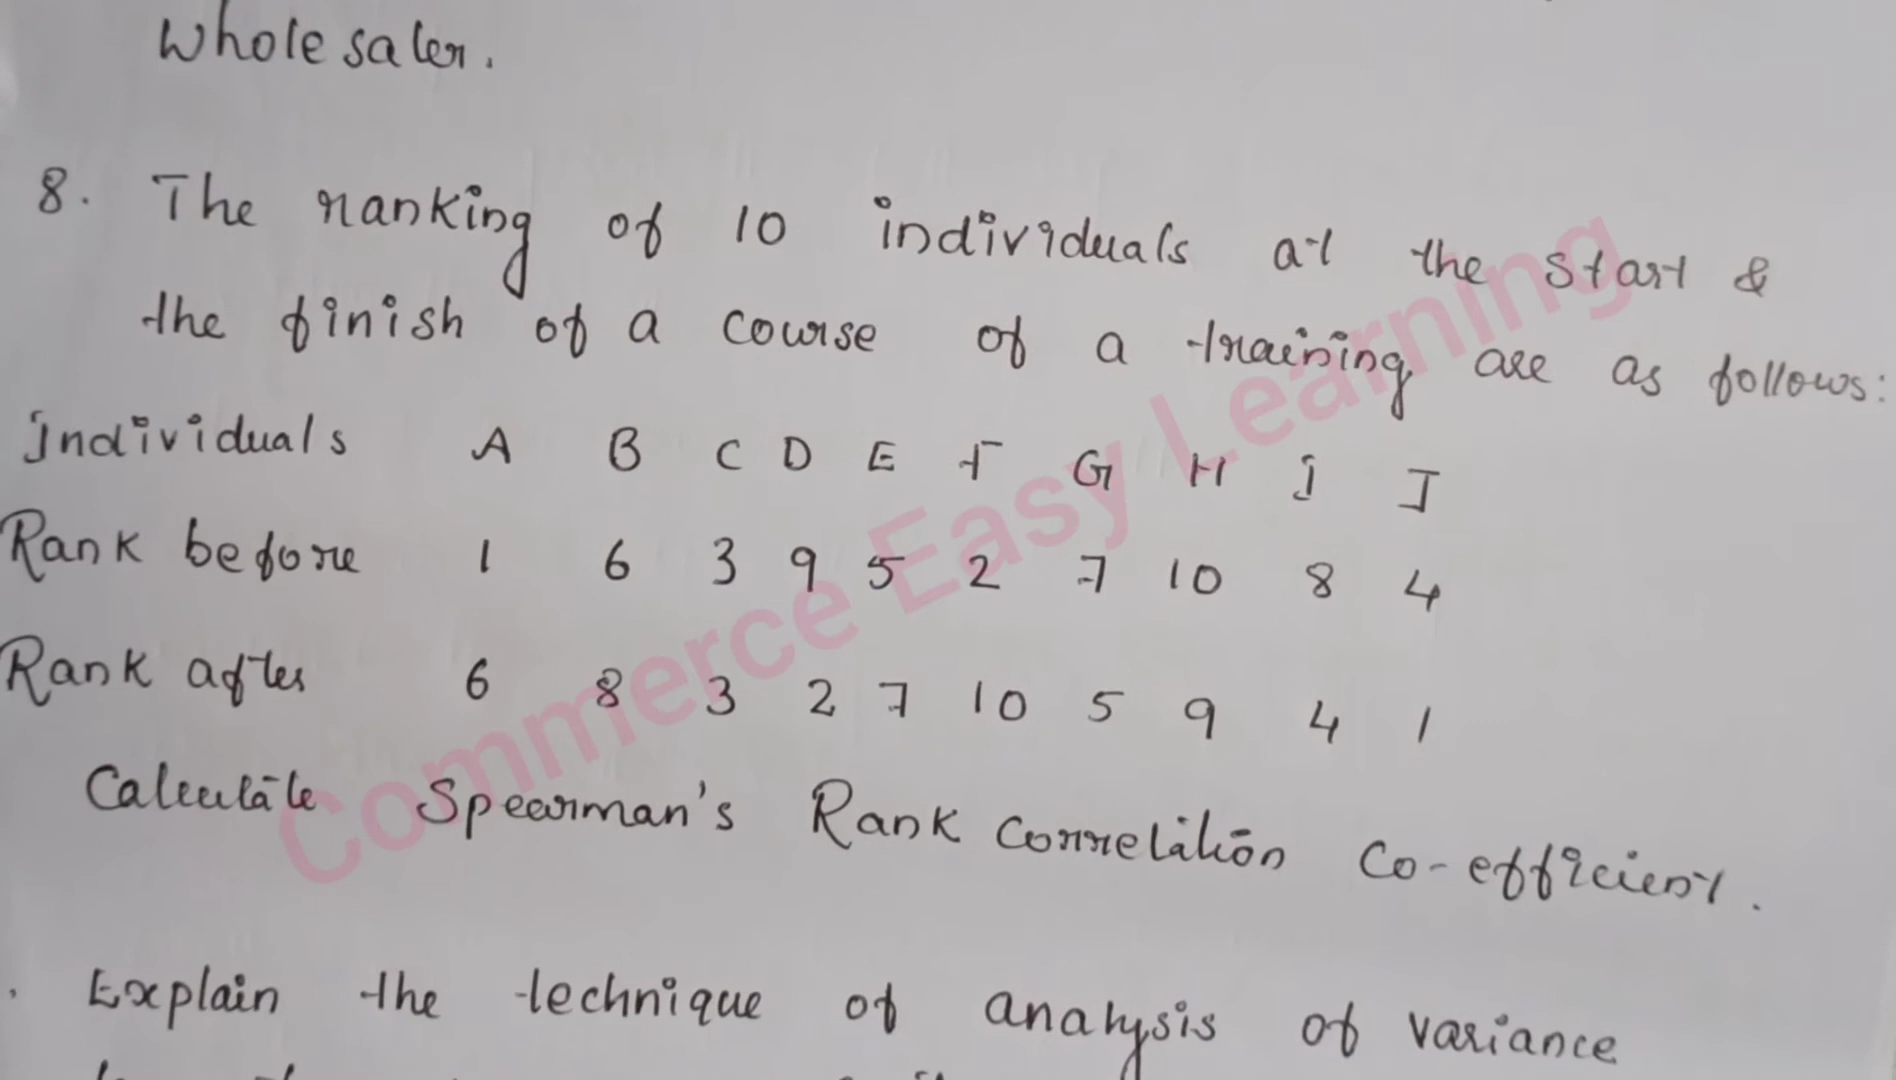 Wholesaler.
8. The ranking of 10 individuals at the start &
the finish of a course of a training are as follows:
Individuals A B C D E F G H I J
Rank before 1 6 3 9 5 2 7 10 8 4
Rank after 6 8 3 2 7 10 5 9 4 1
Calculate Spearman's Rank Correlation Co-efficient.
Explain the technique of analysis of variance
Commerce Easy Learning